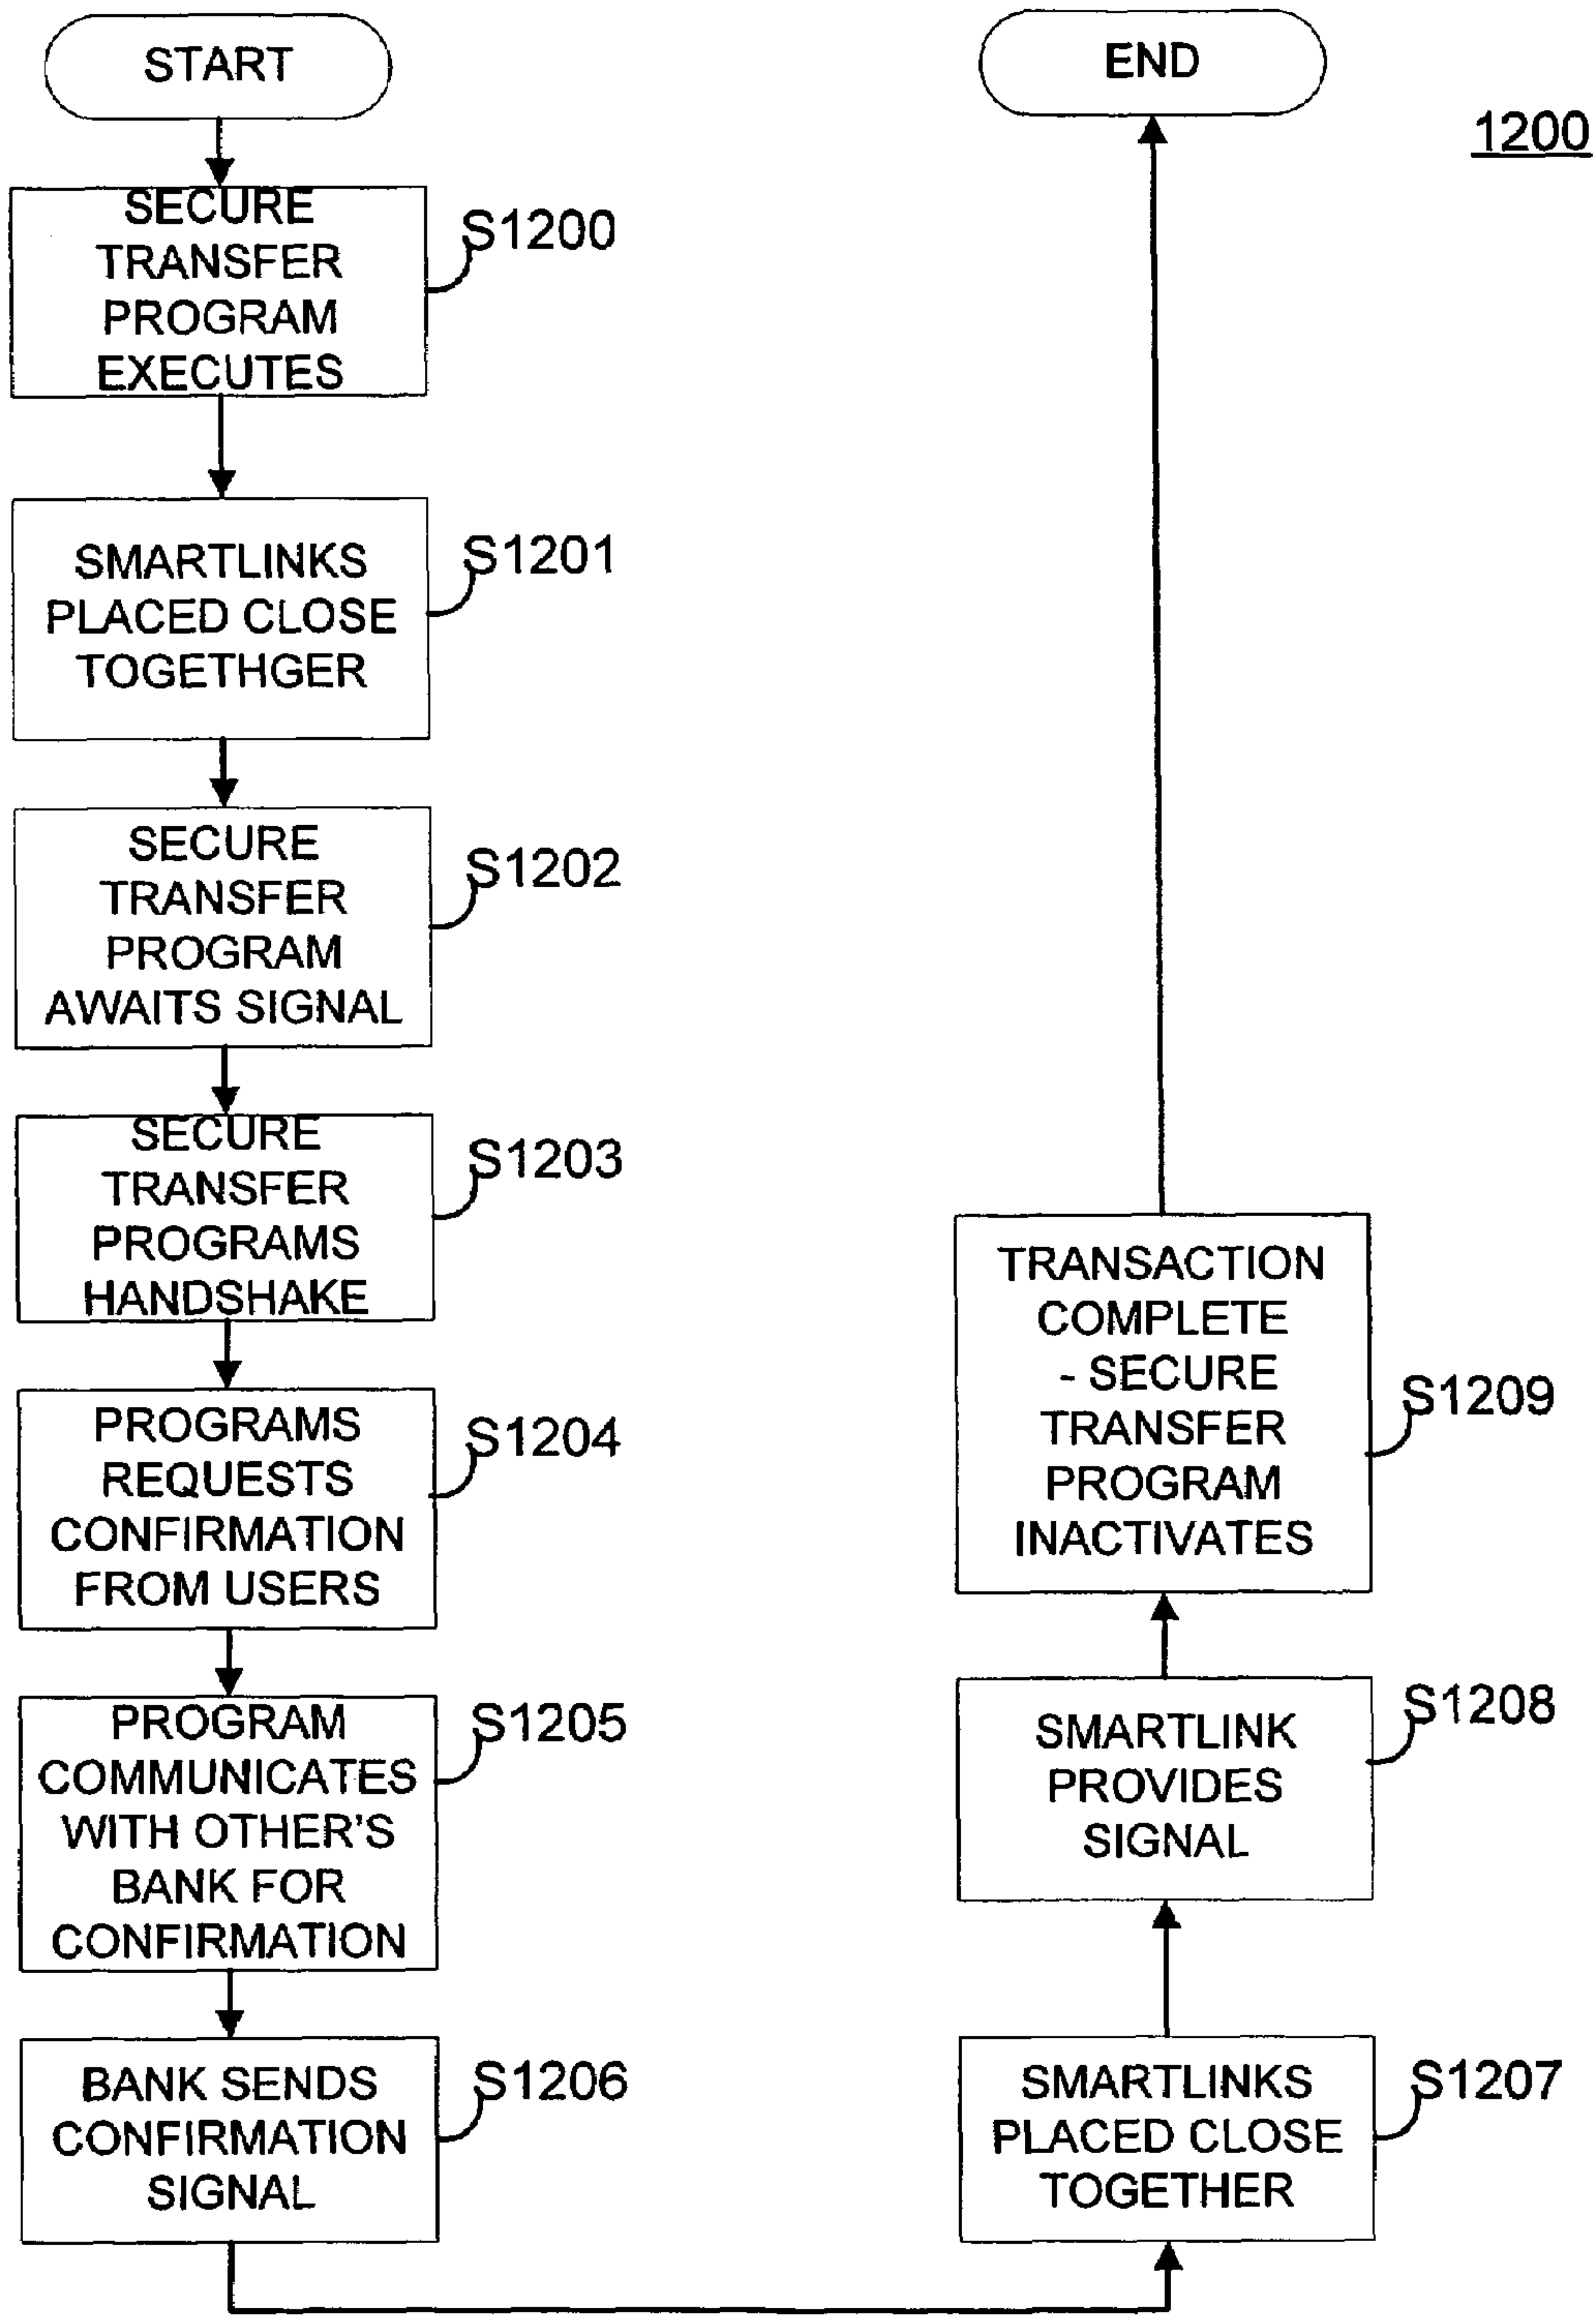 START
SECURE
TRANSFER
PROGRAM
EXECUTES
S1200
SMARTLINKS
PLACED CLOSE
TOGETHGER
S1201
SECURE
TRANSFER
PROGRAM
AWAITS SIGNAL
S1202
SECURE
TRANSFER
PROGRAMS
HANDSHAKE
S1203
PROGRAMS
REQUESTS
CONFIRMATION
FROM USERS
S1204
PROGRAM
COMMUNICATES
WITH OTHER'S
BANK FOR
CONFIRMATION
S1205
BANK SENDS
CONFIRMATION
SIGNAL
S1206
END
1200
TRANSACTION
COMPLETE
- SECURE
TRANSFER
PROGRAM
INACTIVATES
S1209
SMARTLINK
PROVIDES
SIGNAL
S1208
SMARTLINKS
PLACED CLOSE
TOGETHER
S1207